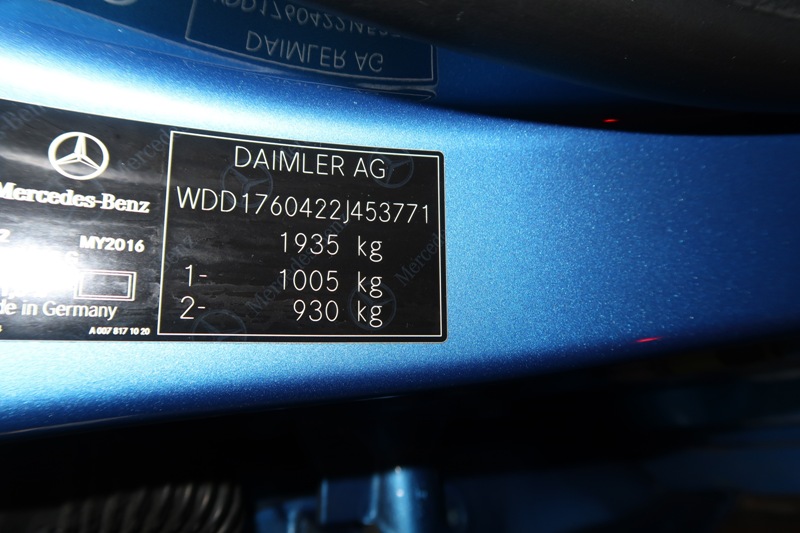 DAIMLER AG
Mercedes-Benz
MY2016
de in Germany
A 007 817 10 20
DAIMLER AG
WDD1760422J453771
1935 kg
1- 1005 kg
2- 930 kg